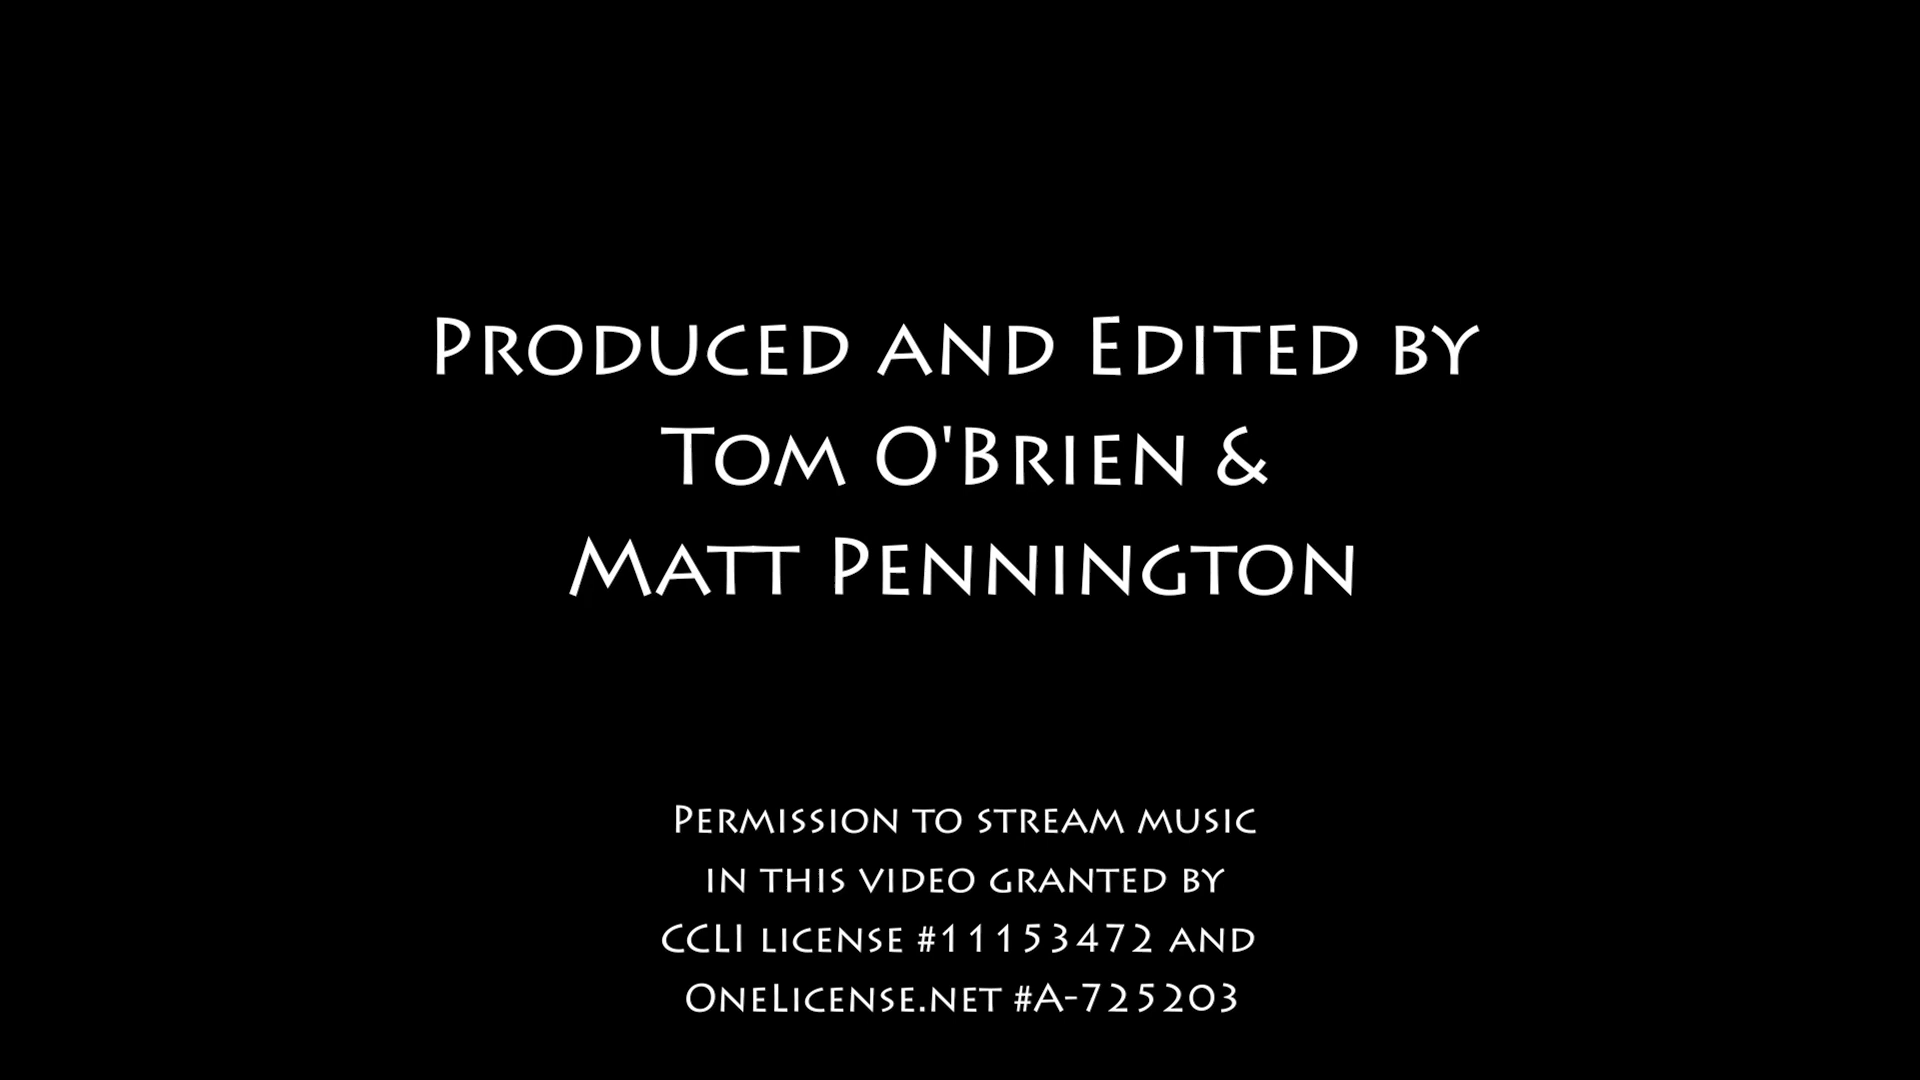 Produced and Edited by
Tom O'Brien &
Matt Pennington
Permission to stream music
in this video granted by
CCLI license #11153472 and
OneLicense.net #A-725203